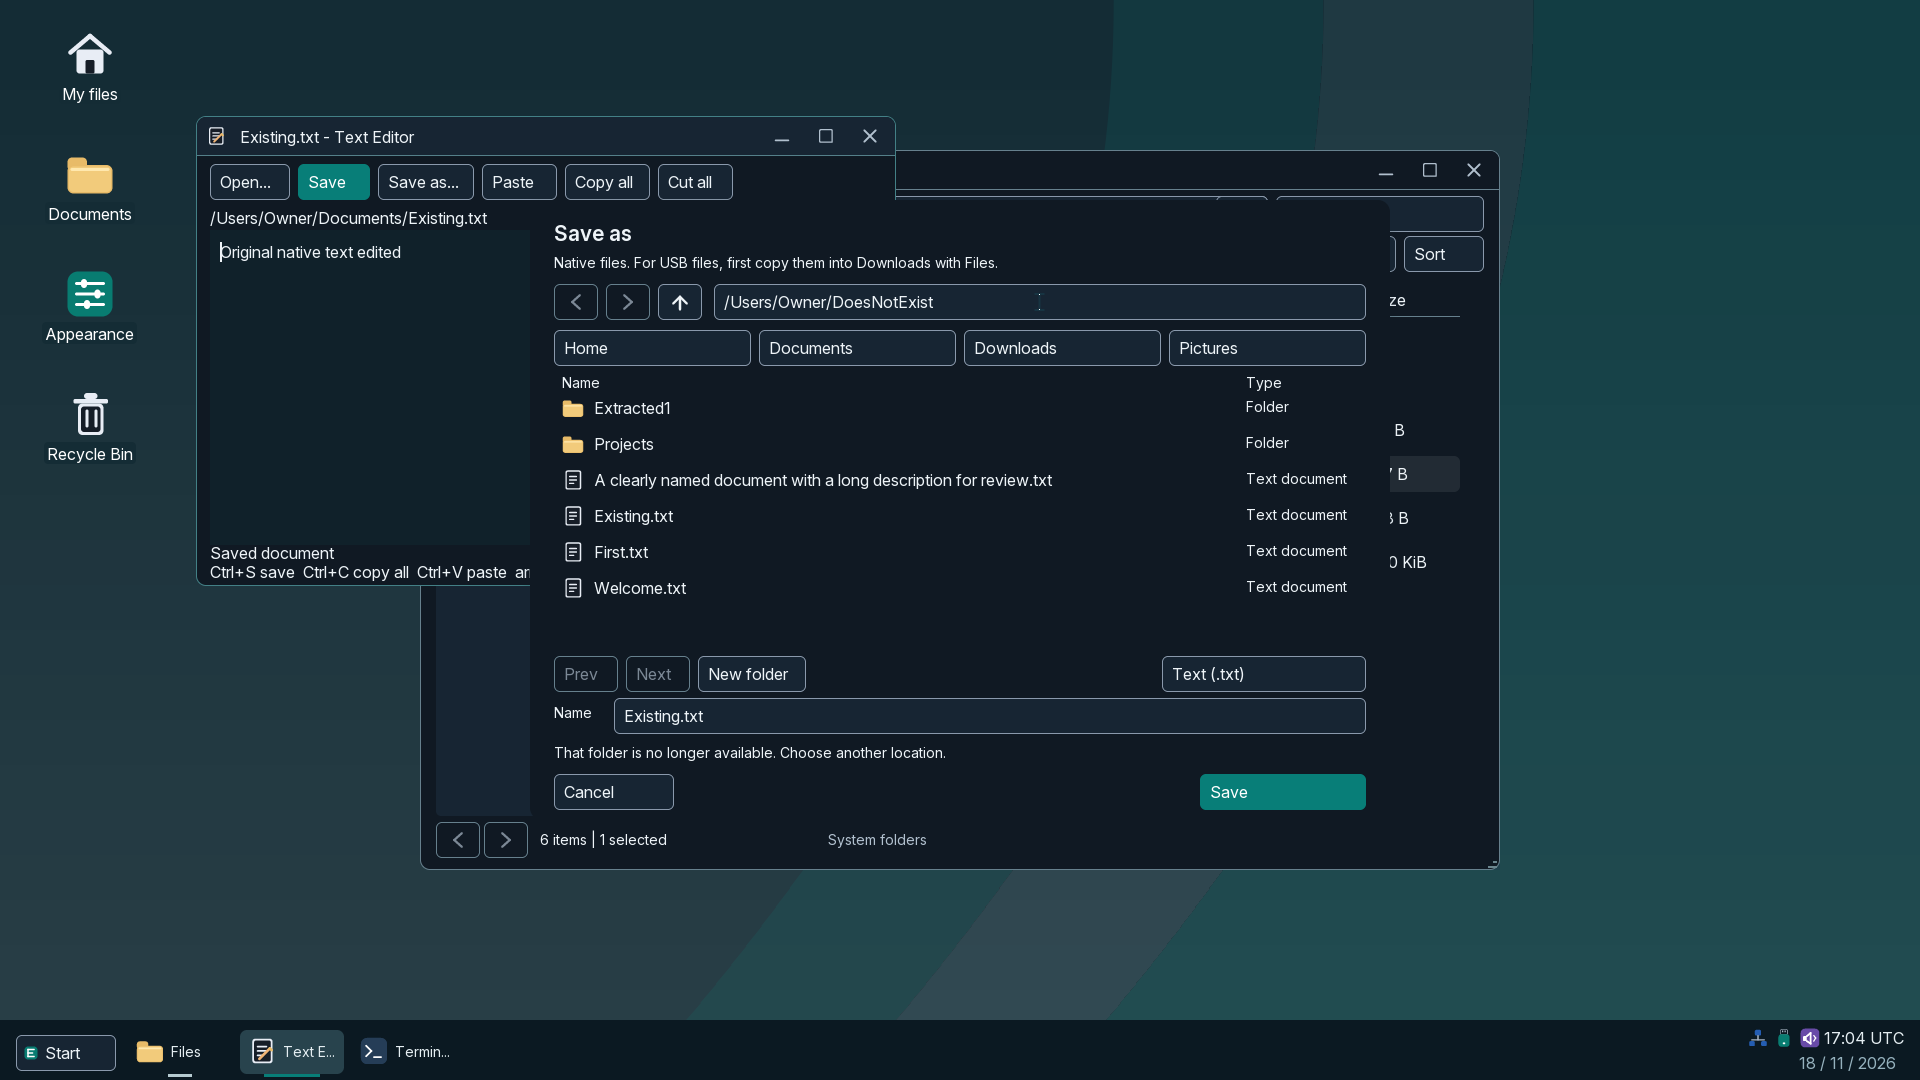 My files
Documents
Appearance
Recycle Bin
Existing.txt - Text Editor
Open...
Save
Save as...
Paste
Copy all
Cut all
/Users/Owner/Documents/Existing.txt
Original native text edited
Saved document
Ctrl+S save Ctrl+C copy all Ctrl+V paste
Save as
Native files. For USB files, first copy them into Downloads with Files.
/Users/Owner/DoesNotExist
Home
Documents
Downloads
Pictures
Name
Type
Extracted1
Folder
Projects
Folder
A clearly named document with a long description for review.txt
Text document
Existing.txt
Text document
First.txt
Text document
Welcome.txt
Text document
Prev
Next
New folder
Text (.txt)
Name
Existing.txt
That folder is no longer available. Choose another location.
Cancel
Save
Sort
B
B
B
KiB
6 items | 1 selected
System folders
Start
Files
Text E...
Termin...
17:04 UTC
18 / 11 / 2026